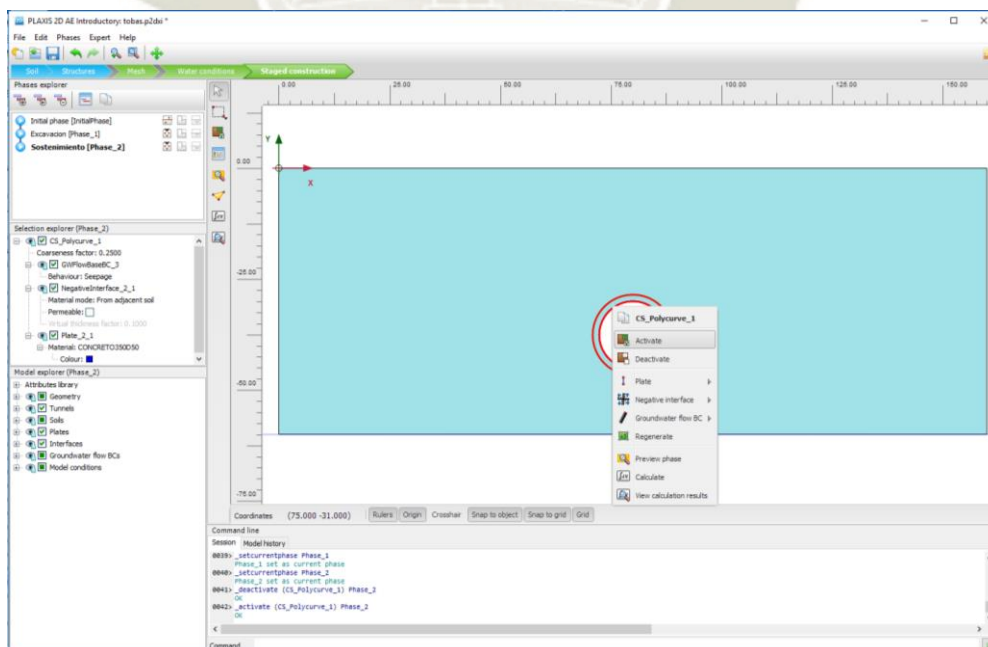 PLAXIS 2D AE Introductory: tobas.p2dxi *
File Edit Phases Expert Help
Soil Structures Mesh Water conditions Staged construction
Phases explorer
Initial phase [InitialPhase]
Excavacion [Phase_1]
Sostenimiento [Phase_2]
Selection explorer (Phase_2)
CS_Polycurve_1
Coarseness factor: 0.2500
GWFlowBaseBC_3
Behaviour: Seepage
NegativeInterface_2_1
Material mode: From adjacent soil
Permeable:
Virtual thickness factor: 0.1000
Plate_2_1
Material: CONCRETO350D50
Colour:
Model explorer (Phase_2)
Attributes library
Geometry
Tunnels
Soils
Plates
Interfaces
Groundwater flow BCs
Model conditions
0.00 25.00 50.00 75.00 100.00 125.00 150.00
Y
0.00
X
-25.00
-50.00
-75.00
CS_Polycurve_1
Activate
Deactivate
Plate
Negative interface
Groundwater flow BC
Regenerate
Preview phase
Calculate
View calculation results
Coordinates (75.000 -31.000) Rulers Origin Crosshair Snap to object Snap to grid Grid
Command line
Session Model history
0039> _setcurrentphase Phase_1
Phase_1 set as current phase
0040> _setcurrentphase Phase_2
Phase_2 set as current phase
0041> _deactivate (CS_Polycurve_1) Phase_2
OK
0042> _activate (CS_Polycurve_1) Phase_2
OK
Command